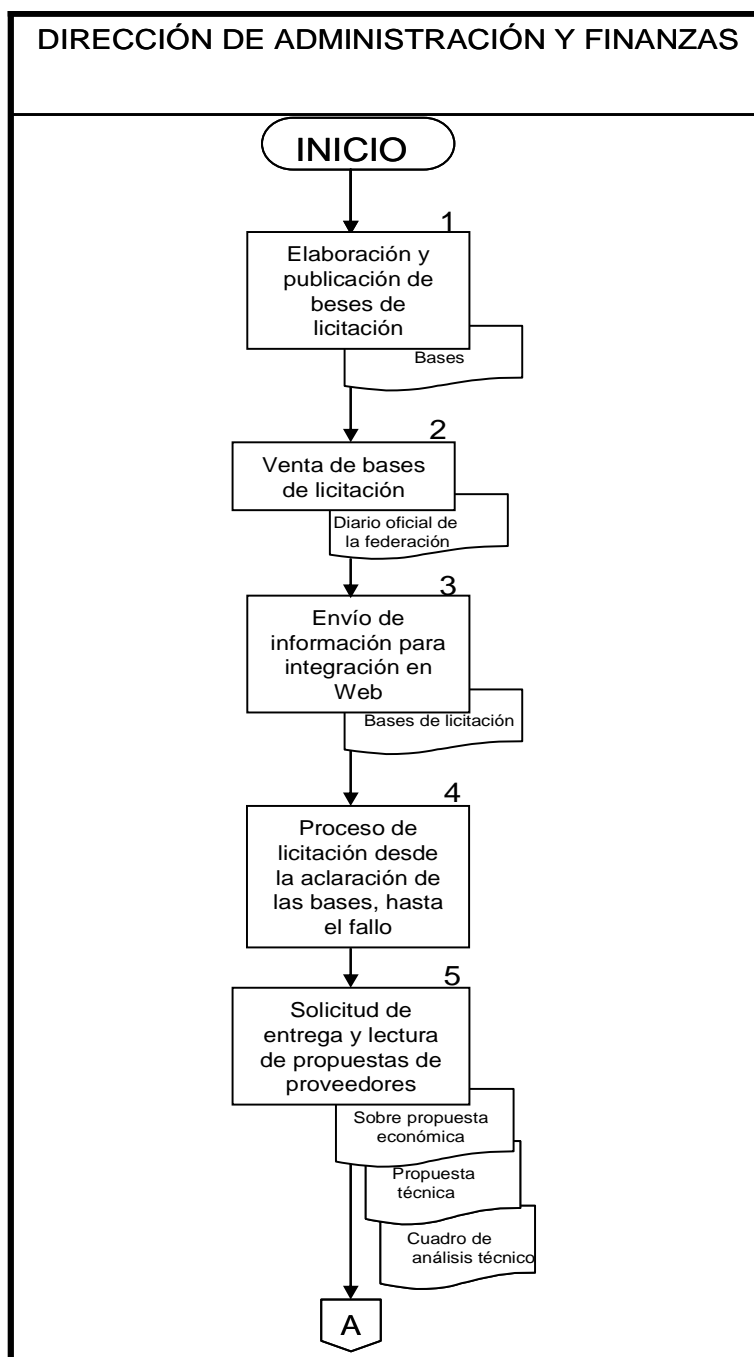 DIRECCIÓN DE ADMINISTRACIÓN Y FINANZAS
INICIO
1
Elaboración y
publicación de
beses de
licitación
Bases
2
Venta de bases
de licitación
Diario oficial de
la federación
3
Envío de
información para
integración en
Web
Bases de licitación
4
Proceso de
licitación desde
la aclaración de
las bases, hasta
el fallo
5
Solicitud de
entrega y lectura
de propuestas de
proveedores
Sobre propuesta
económica
Propuesta
técnica
Cuadro de
análisis técnico
A